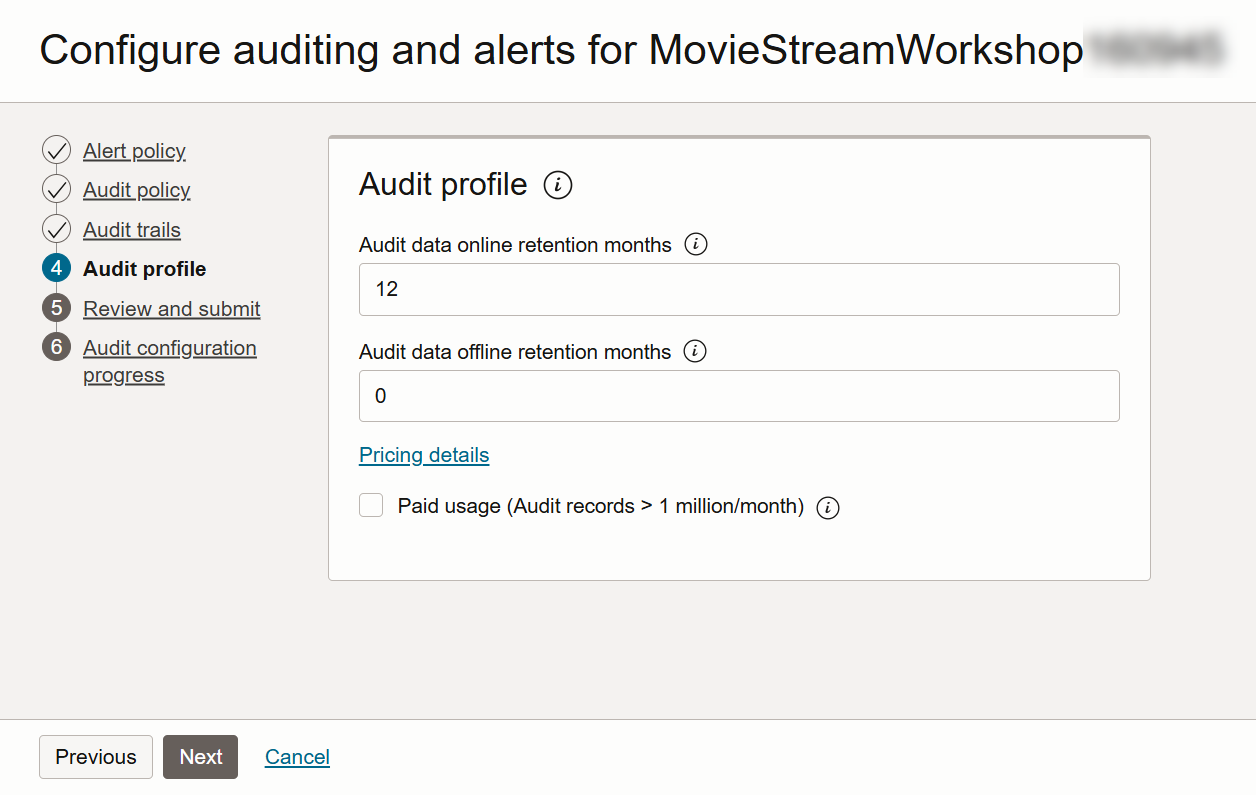 Configure auditing and alerts for MovieStreamWorkshop
Alert policy
Audit policy
Audit trails
4 Audit profile
5 Review and submit
6 Audit configuration
progress
Audit profile i
Audit data online retention months i
12
Audit data offline retention months i
0
Pricing details
Paid usage (Audit records > 1 million/month) i
Previous Next Cancel